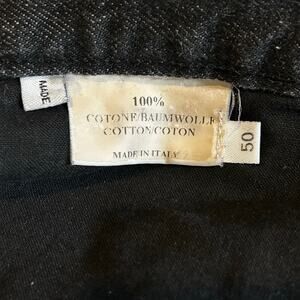 MADE
100%
COTONE/BAUMWOLLE
COTTON/COTON
MADE IN ITALY
50